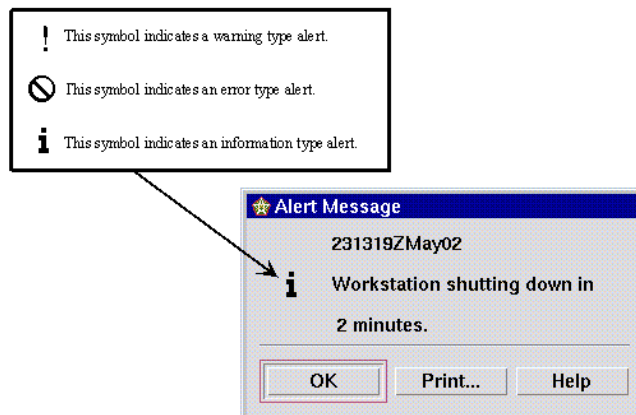 ! This symbol indicates a warning type alert.
This symbol indicates an error type alert.
i This symbol indicates an information type alert.
Alert Message
231319ZMay02
i Workstation shutting down in
2 minutes.
OK Print... Help